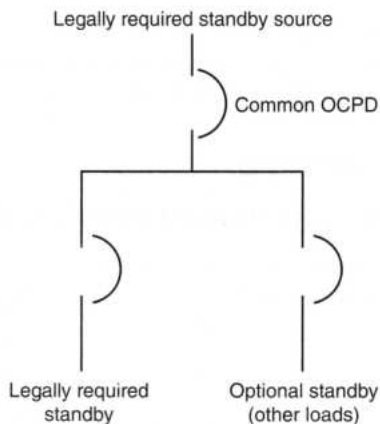 Legally required standby source
Common OCPD
Legally required
standby
Optional standby
(other loads)